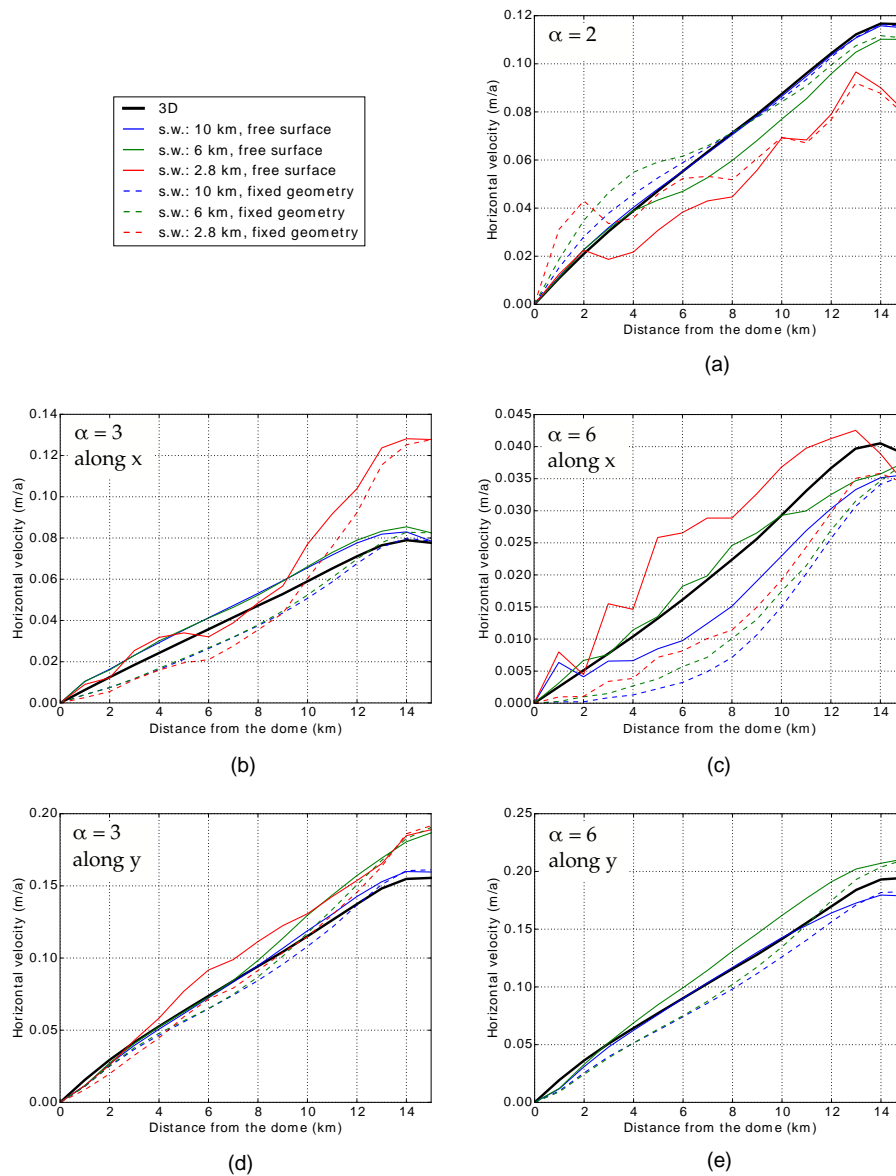 3D
s.w.: 10 km, free surface
s.w.: 6 km, free surface
s.w.: 2.8 km, free surface
s.w.: 10 km, fixed geometry
s.w.: 6 km, fixed geometry
s.w.: 2.8 km, fixed geometry
α = 2
Horizontal velocity (m/a)
0.12
0.10
0.08
0.06
0.04
0.02
0.00
0 2 4 6 8 10 12 14
Distance from the dome (km)
(a)
α = 3
along x
Horizontal velocity (m/a)
0.14
0.12
0.10
0.08
0.06
0.04
0.02
0.00
0 2 4 6 8 10 12 14
Distance from the dome (km)
(b)
α = 6
along x
Horizontal velocity (m/a)
0.045
0.040
0.035
0.030
0.025
0.020
0.015
0.010
0.005
0.000
0 2 4 6 8 10 12 14
Distance from the dome (km)
(c)
α = 3
along y
Horizontal velocity (m/a)
0.20
0.15
0.10
0.05
0.00
0 2 4 6 8 10 12 14
Distance from the dome (km)
(d)
α = 6
along y
Horizontal velocity (m/a)
0.25
0.20
0.15
0.10
0.05
0.00
0 2 4 6 8 10 12 14
Distance from the dome (km)
(e)